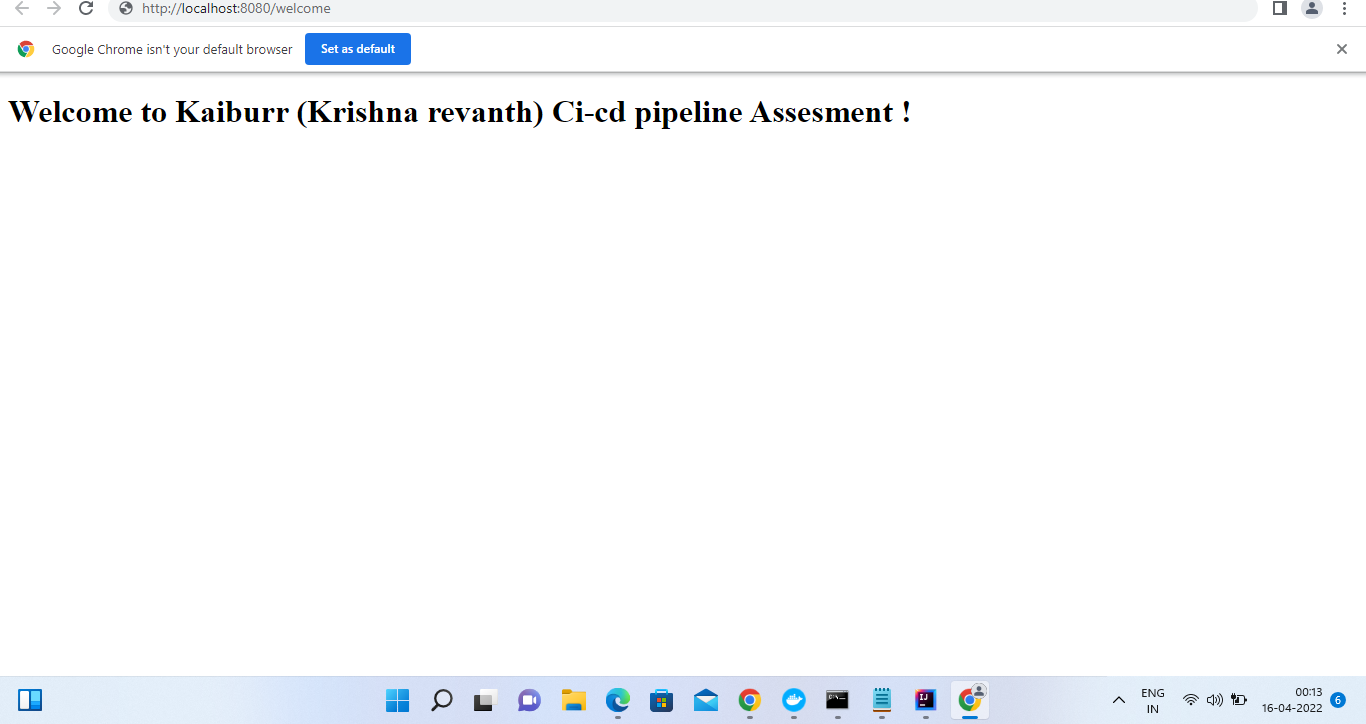 http://localhost:8080/welcome
Google Chrome isn't your default browser Set as default
Welcome to Kaiburr (Krishna revanth) Ci-cd pipeline Assesment !
ENG
IN
00:13
16-04-2022
6
IJ
C:\_